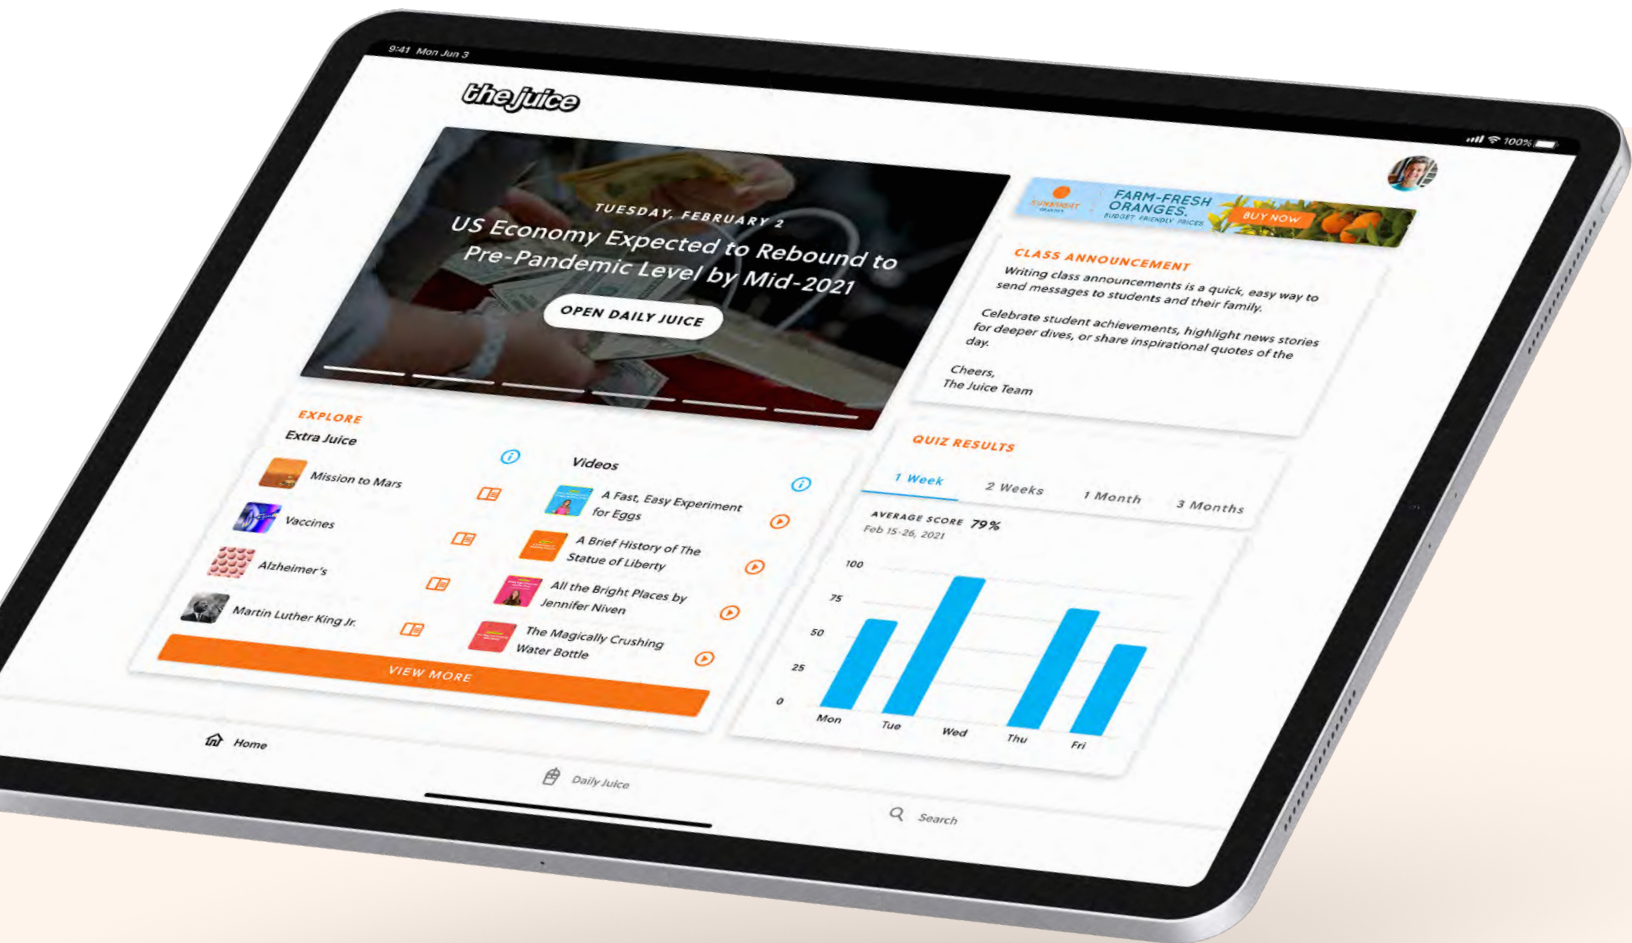 9:41 Mon Jun 3
100%
the juice
TUESDAY, FEBRUARY 2
US Economy Expected to Rebound to
Pre-Pandemic Level by Mid-2021
OPEN DAILY JUICE
FARM-FRESH
ORANGES.
BUDGET FRIENDLY PRICES
BUY NOW
CLASS ANNOUNCEMENT
Writing class announcements is a quick, easy way to
send messages to students and their family.
Celebrate student achievements, highlight news stories
for deeper dives, or share inspirational quotes of the
day.
Cheers,
The Juice Team
EXPLORE
Extra Juice
Mission to Mars
Vaccines
Alzheimer's
Martin Luther King Jr.
Videos
A Fast, Easy Experiment
for Eggs
A Brief History of The
Statue of Liberty
All the Bright Places by
Jennifer Niven
The Magically Crushing
Water Bottle
VIEW MORE
QUIZ RESULTS
1 Week
2 Weeks
1 Month
3 Months
AVERAGE SCORE 79%
Feb 15-26, 2021
100
75
50
25
0
Mon
Tue
Wed
Thu
Fri
Home
Daily Juice
Search